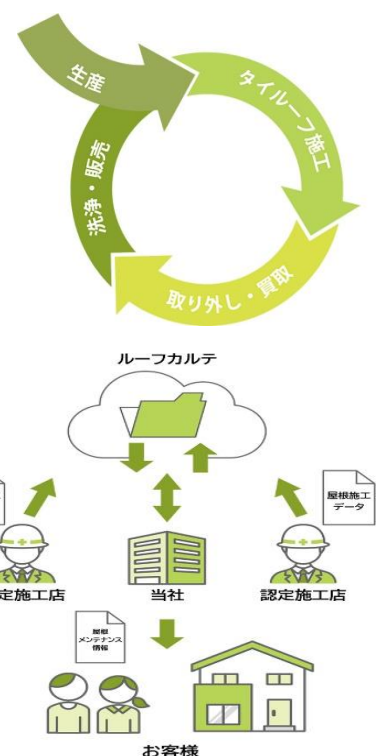 生産
タイルーフ施工
洗浄・販売
取り外し・買取
ルーフカルテ
屋根施工
データ
定施工店
当社
認定施工店
屋根
メンテナンス
情報
お客様